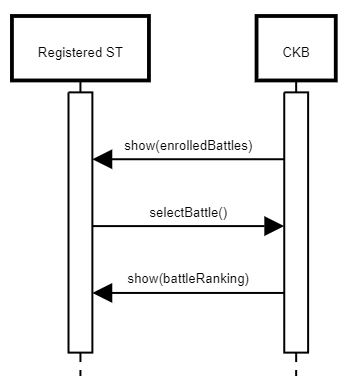 Registered ST
CKB
show(enrolledBattles)
selectBattle()
show(battleRanking)